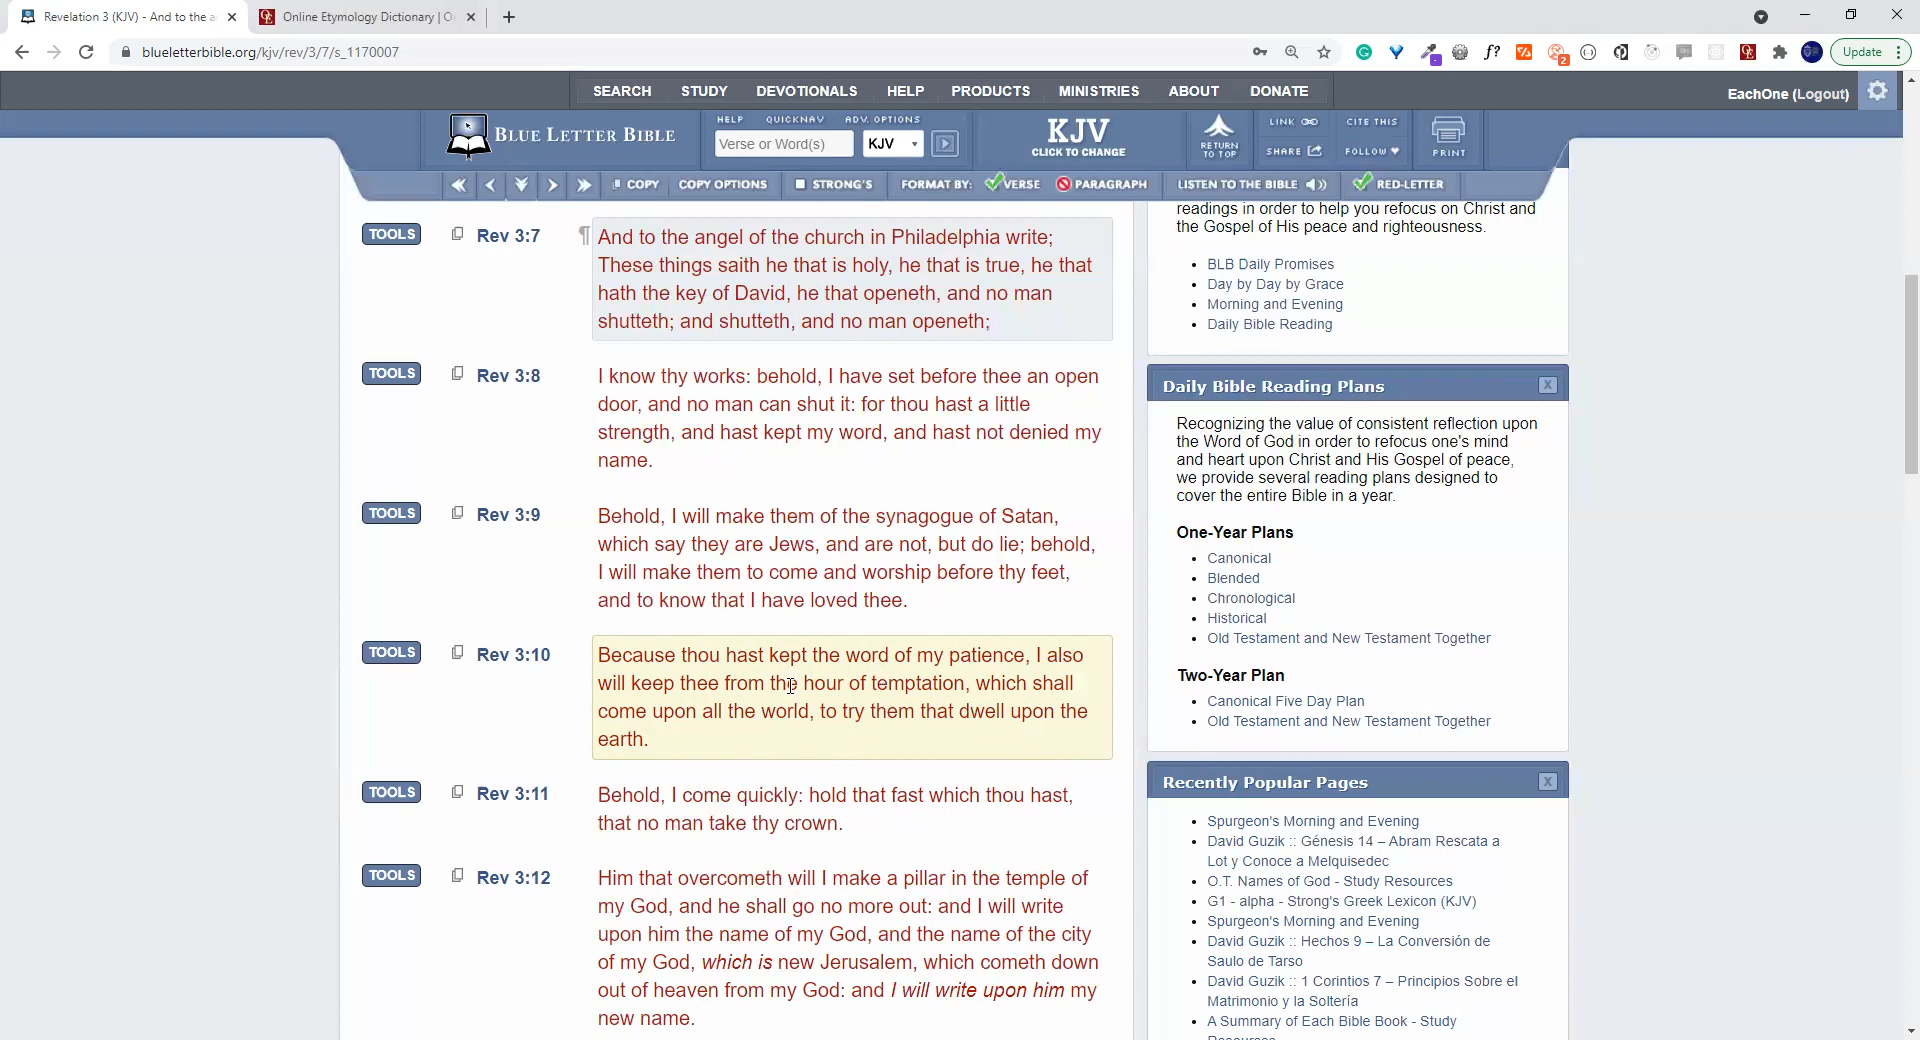 Revelation 3 (KJV) - And to the a
Online Etymology Dictionary | O
blueletterbible.org/kjv/rev/3/7/s_1170007
Update
SEARCH STUDY DEVOTIONALS HELP PRODUCTS MINISTRIES ABOUT DONATE
EachOne (Logout)
BLUE LETTER BIBLE
HELP QUICKNAV ADV. OPTIONS
Verse or Word(s) KJV
KJV
CLICK TO CHANGE
RETURN
TO TOP
LINK CITE THIS
SHARE FOLLOW
PRINT
COPY COPY OPTIONS STRONG'S FORMAT BY: VERSE PARAGRAPH LISTEN TO THE BIBLE RED-LETTER
TOOLS Rev 3:7 ¶ And to the angel of the church in Philadelphia write;
These things saith he that is holy, he that is true, he that
hath the key of David, he that openeth, and no man
shutteth; and shutteth, and no man openeth;
TOOLS Rev 3:8 I know thy works: behold, I have set before thee an open
door, and no man can shut it: for thou hast a little
strength, and hast kept my word, and hast not denied my
name.
TOOLS Rev 3:9 Behold, I will make them of the synagogue of Satan,
which say they are Jews, and are not, but do lie; behold,
I will make them to come and worship before thy feet,
and to know that I have loved thee.
TOOLS Rev 3:10 Because thou hast kept the word of my patience, I also
will keep thee from the hour of temptation, which shall
come upon all the world, to try them that dwell upon the
earth.
TOOLS Rev 3:11 Behold, I come quickly: hold that fast which thou hast,
that no man take thy crown.
TOOLS Rev 3:12 Him that overcometh will I make a pillar in the temple of
my God, and he shall go no more out: and I will write
upon him the name of my God, and the name of the city
of my God, which is new Jerusalem, which cometh down
out of heaven from my God: and I will write upon him my
new name.
readings in order to help you refocus on Christ and
the Gospel of His peace and righteousness.
BLB Daily Promises
Day by Day by Grace
Morning and Evening
Daily Bible Reading
Daily Bible Reading Plans X
Recognizing the value of consistent reflection upon
the Word of God in order to refocus one's mind
and heart upon Christ and His Gospel of peace,
we provide several reading plans designed to
cover the entire Bible in a year.
One-Year Plans
Canonical
Blended
Chronological
Historical
Old Testament and New Testament Together
Two-Year Plan
Canonical Five Day Plan
Old Testament and New Testament Together
Recently Popular Pages X
Spurgeon's Morning and Evening
David Guzik :: Génesis 14 – Abram Rescata a
Lot y Conoce a Melquisedec
O.T. Names of God - Study Resources
G1 - alpha - Strong's Greek Lexicon (KJV)
Spurgeon's Morning and Evening
David Guzik :: Hechos 9 – La Conversión de
Saulo de Tarso
David Guzik :: 1 Corintios 7 – Principios Sobre el
Matrimonio y la Soltería
A Summary of Each Bible Book - Study